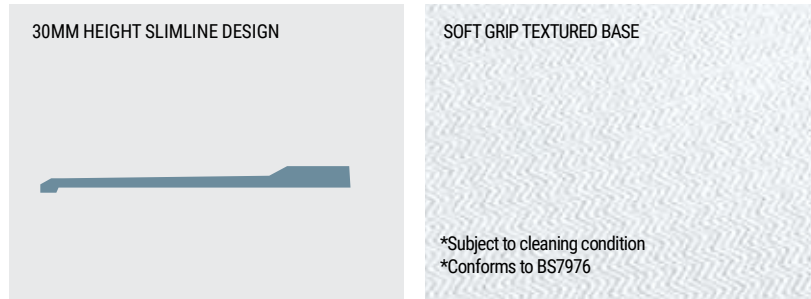 30MM HEIGHT SLIMLINE DESIGN
SOFT GRIP TEXTURED BASE
*Subject to cleaning condition
*Conforms to BS7976